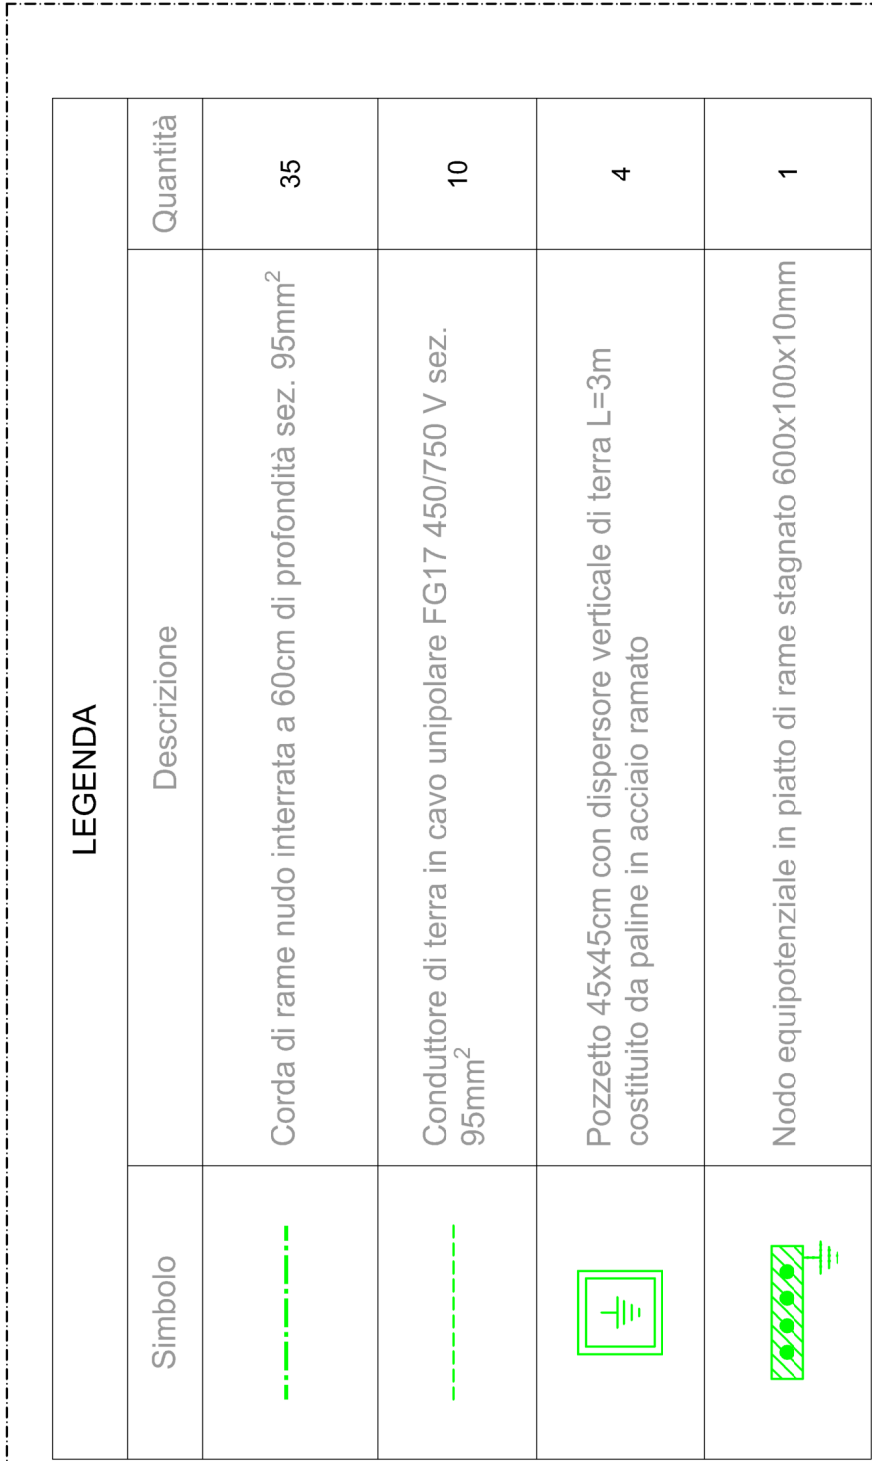 LEGENDA
Simbolo
Descrizione
Quantità
Corda di rame nudo interrata a 60cm di profondità sez. 95mm²
35
Conduttore di terra in cavo unipolare FG17 450/750 V sez.
95mm²
10
Pozzetto 45x45cm con dispersore verticale di terra L=3m
costituito da paline in acciaio ramato
4
Nodo equipotenziale in piatto di rame stagnato 600x100x10mm
1